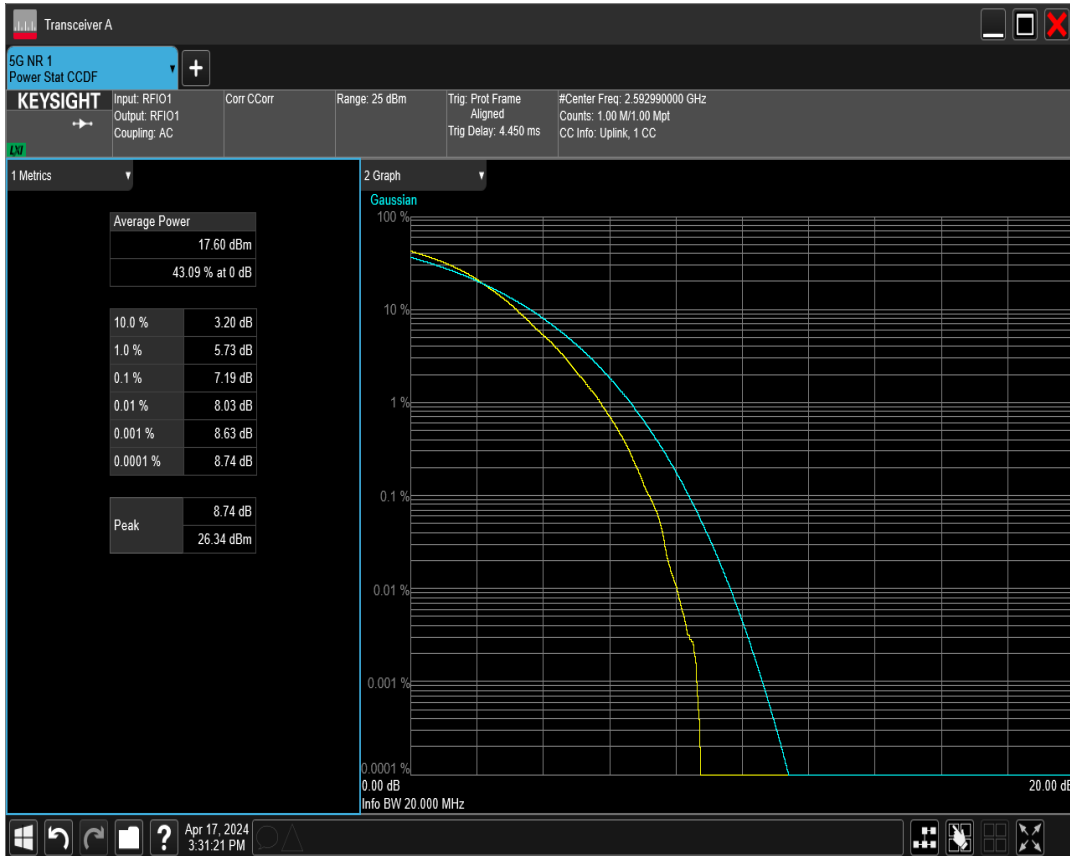 Transceiver A
5G NR 1
Power Stat CCDF
+
KEYSIGHT
LXI
Input: RFIO1
Output: RFIO1
Coupling: AC
Corr CCorr
Range: 25 dBm
Trig: Prot Frame
Aligned
Trig Delay: 4.450 ms
#Center Freq: 2.592990000 GHz
Counts: 1.00 M/1.00 Mpt
CC Info: Uplink, 1 CC
1 Metrics
Average Power
17.60 dBm
43.09 % at 0 dB
10.0 % 3.20 dB
1.0 % 5.73 dB
0.1 % 7.19 dB
0.01 % 8.03 dB
0.001 % 8.63 dB
0.0001 % 8.74 dB
Peak
8.74 dB
26.34 dBm
2 Graph
Gaussian
100 %
10 %
1 %
0.1 %
0.01 %
0.001 %
0.0001 %
0.00 dB
20.00 dB
Info BW 20.000 MHz
?
Apr 17, 2024
3:31:21 PM